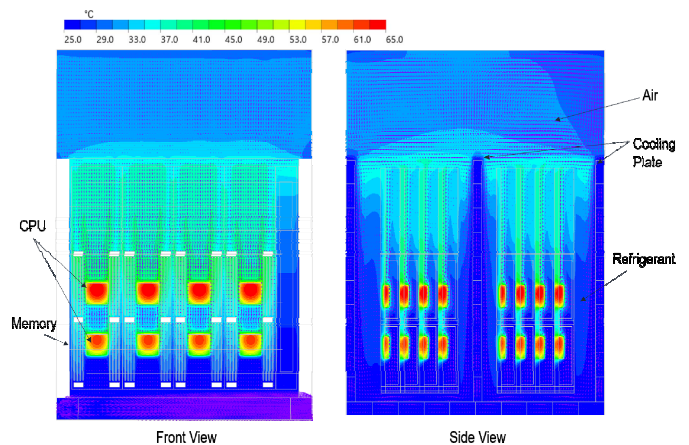 °C
25.0 29.0 33.0 37.0 41.0 45.0 49.0 53.0 57.0 61.0 65.0
Air
Cooling
Plate
CPU
Refrigerant
Memory
Front View
Side View